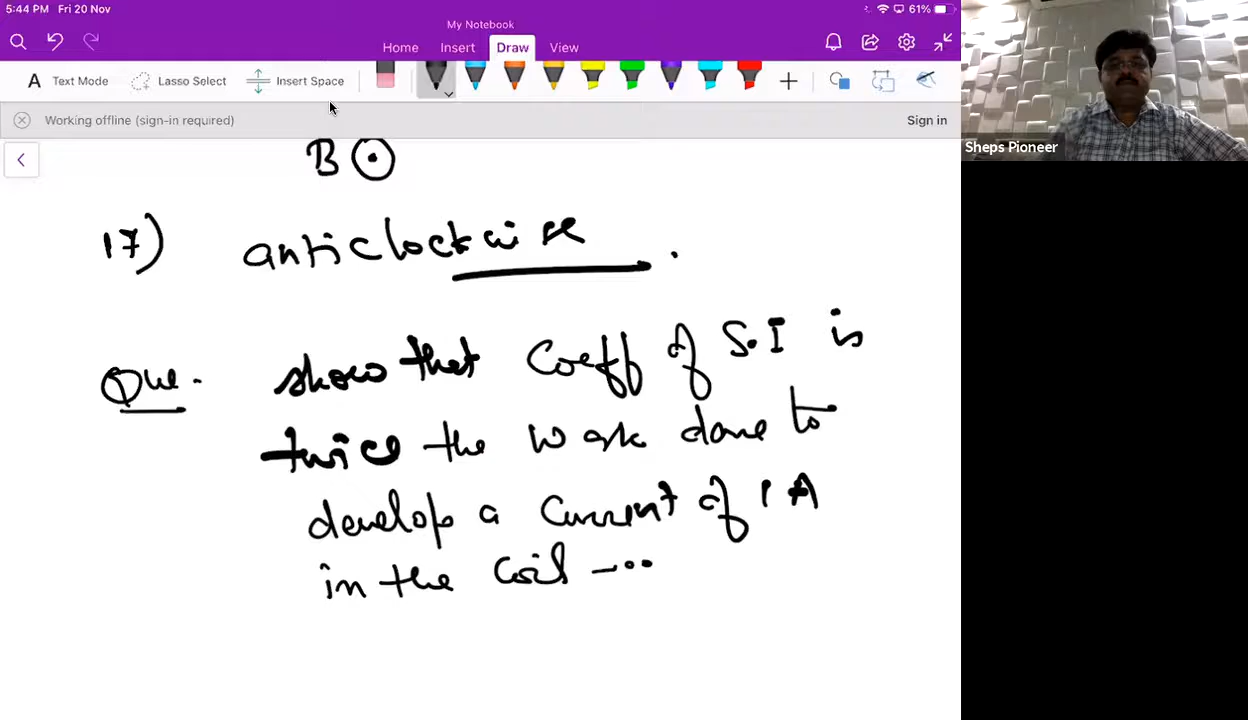 5:44 PM Fri 20 Nov
61%
My Notebook
Home Insert Draw View
A Text Mode Lasso Select Insert Space
Working offline (sign-in required) Sign in
Sheps Pioneer
B
17) anticlockwise .
Que. show that Coeff of S.I is
twice the work done to
develop a current of 1 A
in the coil ...